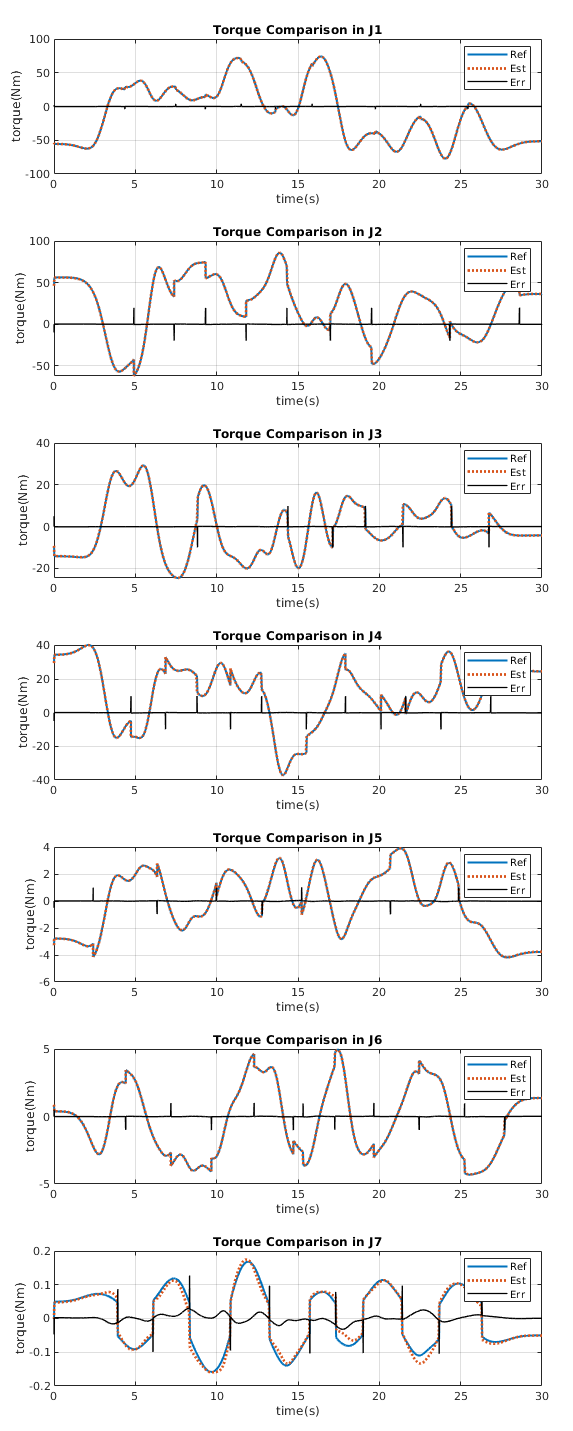 Torque Comparison in J1
100
50
0
-50
-100
torque(Nm)
0 5 10 15 20 25 30
time(s)
Ref
Est
Err
Torque Comparison in J2
100
50
0
-50
torque(Nm)
0 5 10 15 20 25 30
time(s)
Ref
Est
Err
Torque Comparison in J3
40
20
0
-20
torque(Nm)
0 5 10 15 20 25 30
time(s)
Ref
Est
Err
Torque Comparison in J4
40
20
0
-20
-40
torque(Nm)
0 5 10 15 20 25 30
time(s)
Ref
Est
Err
Torque Comparison in J5
4
2
0
-2
-4
-6
torque(Nm)
0 5 10 15 20 25 30
time(s)
Ref
Est
Err
Torque Comparison in J6
5
0
-5
torque(Nm)
0 5 10 15 20 25 30
time(s)
Ref
Est
Err
Torque Comparison in J7
0.2
0.1
0
-0.1
-0.2
torque(Nm)
0 5 10 15 20 25 30
time(s)
Ref
Est
Err